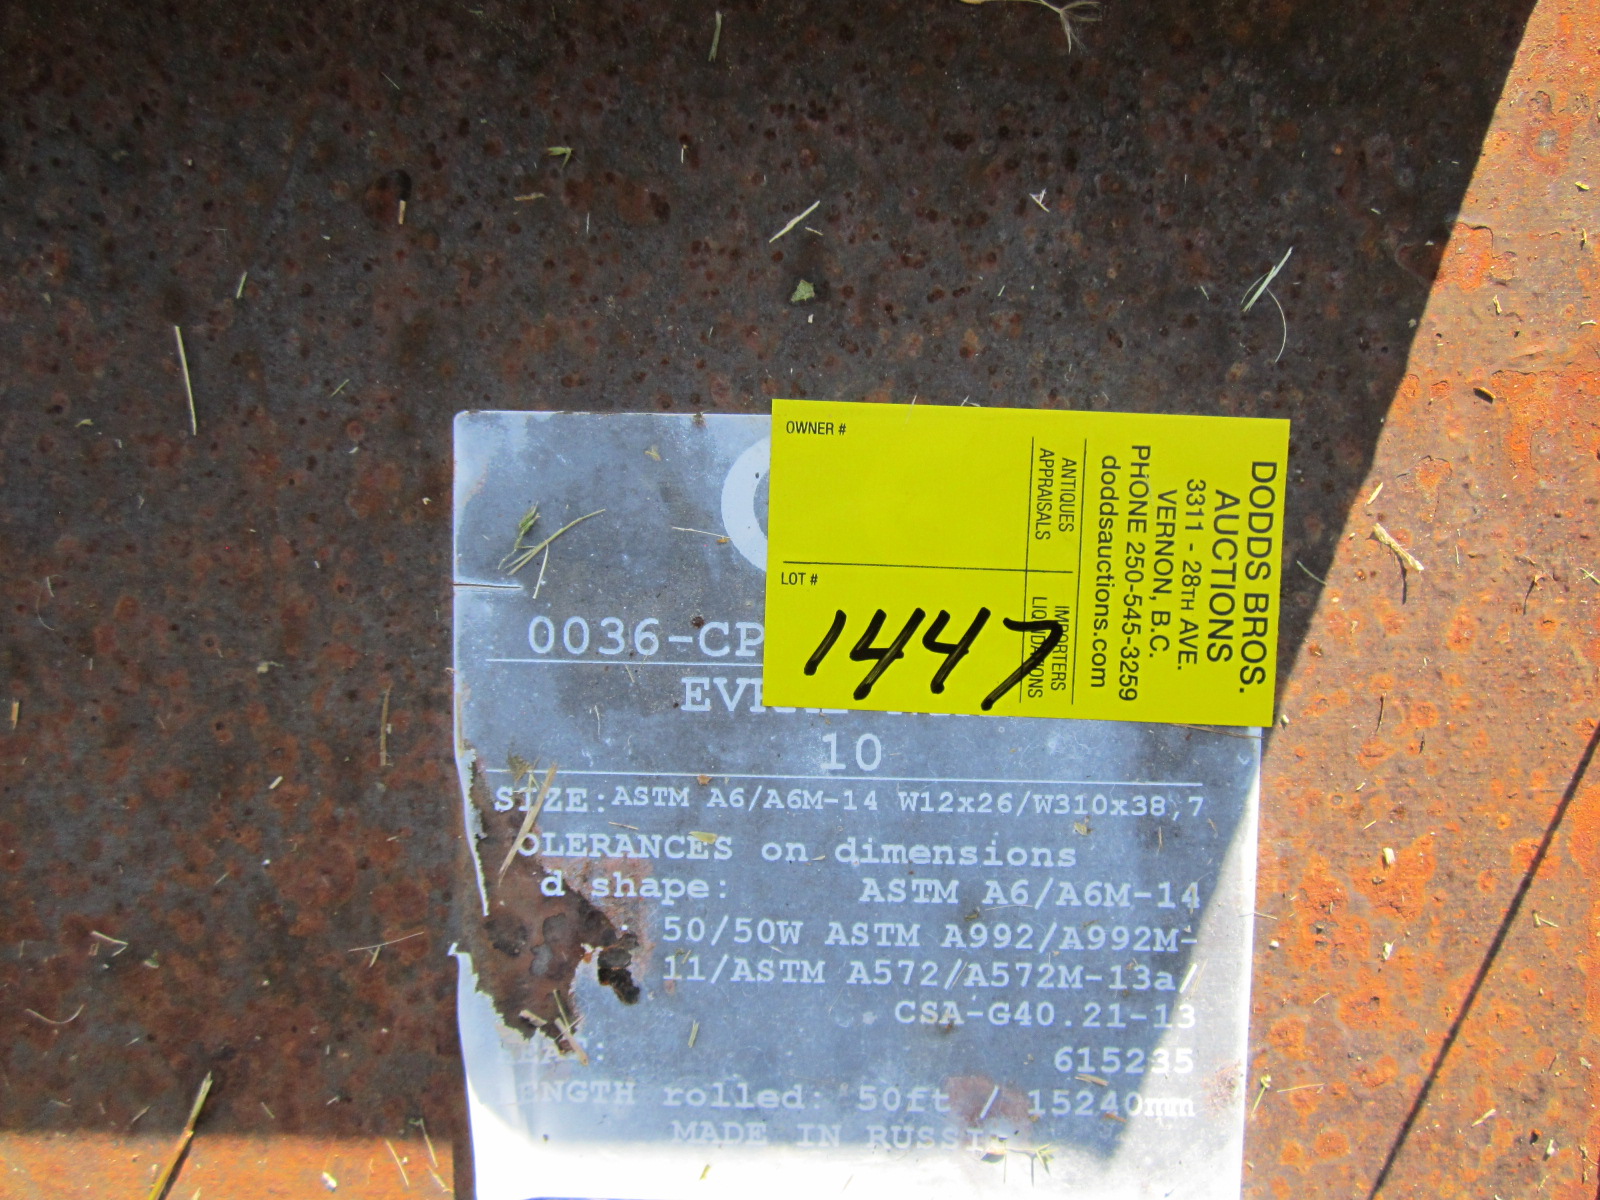 OWNER #
LOT #
1447
ANTIQUES
APPRAISALS
IMPORTERS
LIQUIDATIONS
DODDS BROS.
AUCTIONS
3311 - 28TH AVE.
VERNON, B.C.
PHONE 250-545-3259
doddsauctions.com
0036-CP
10
SIZE: ASTM A6/A6M-14 W12x26/W310x38,7
OLERANCES on dimensions
d shape: ASTM A6/A6M-14
50/50W ASTM A992/A992M-
11/ASTM A572/A572M-13a/
CSA-G40.21-13
615235
ENGTH rolled: 50ft / 15240mm
MADE IN RUSSI